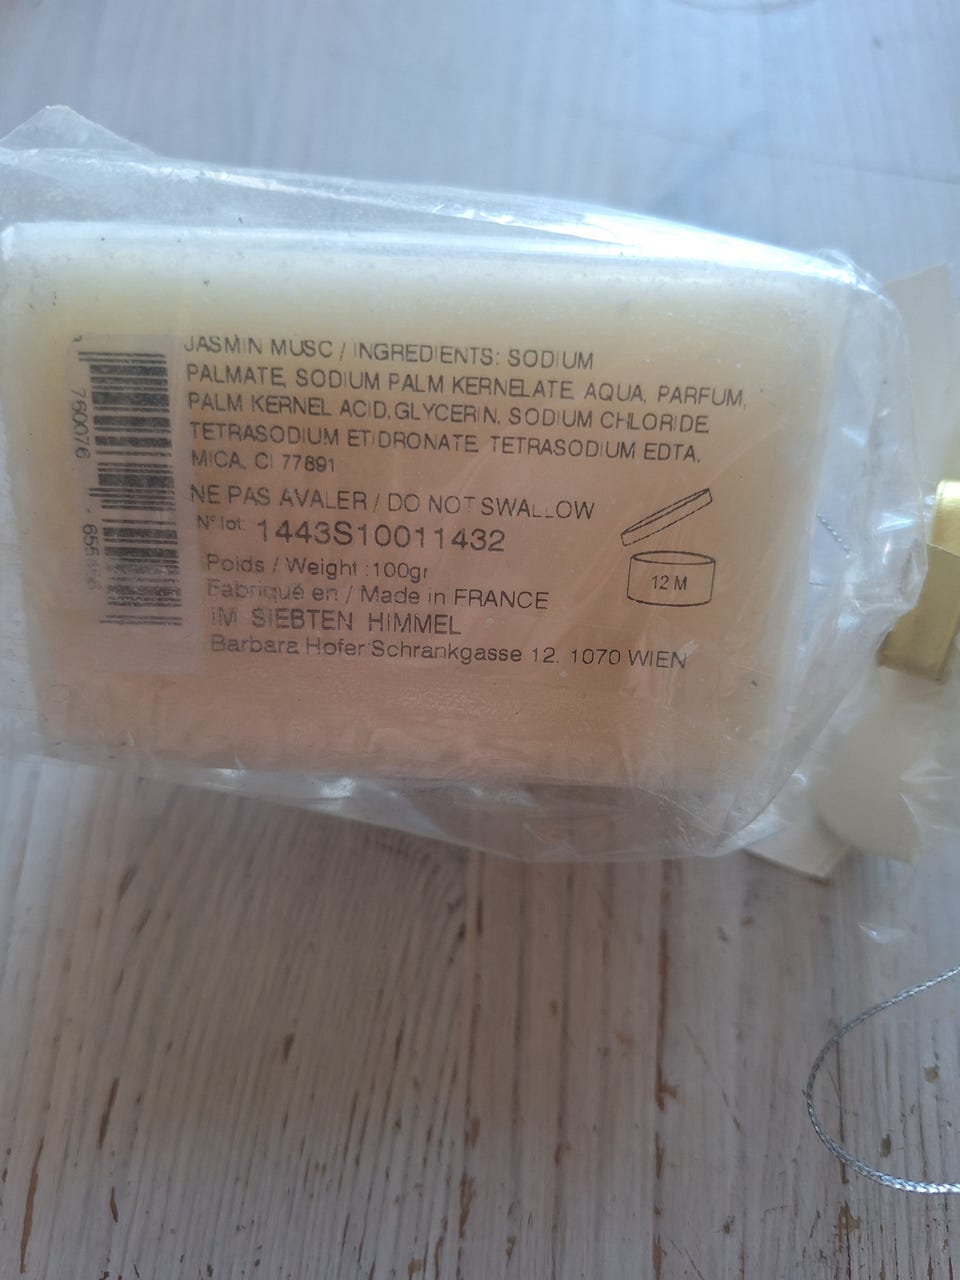 JASMIN MUSC / INGREDIENTS: SODIUM
PALMATE, SODIUM PALM KERNELATE, AQUA, PARFUM,
PALM KERNEL ACID, GLYCERIN, SODIUM CHLORIDE,
TETRASODIUM ETIDRONATE, TETRASODIUM EDTA,
MICA, CI 77891
NE PAS AVALER / DO NOT SWALLOW
N° lot: 1443S10011432
12 M
Poids / Weight :100gr
Fabriqué en / Made in FRANCE
IM SIEBTEN HIMMEL
Barbara Hofer Schrankgasse 12. 1070 WIEN
760076